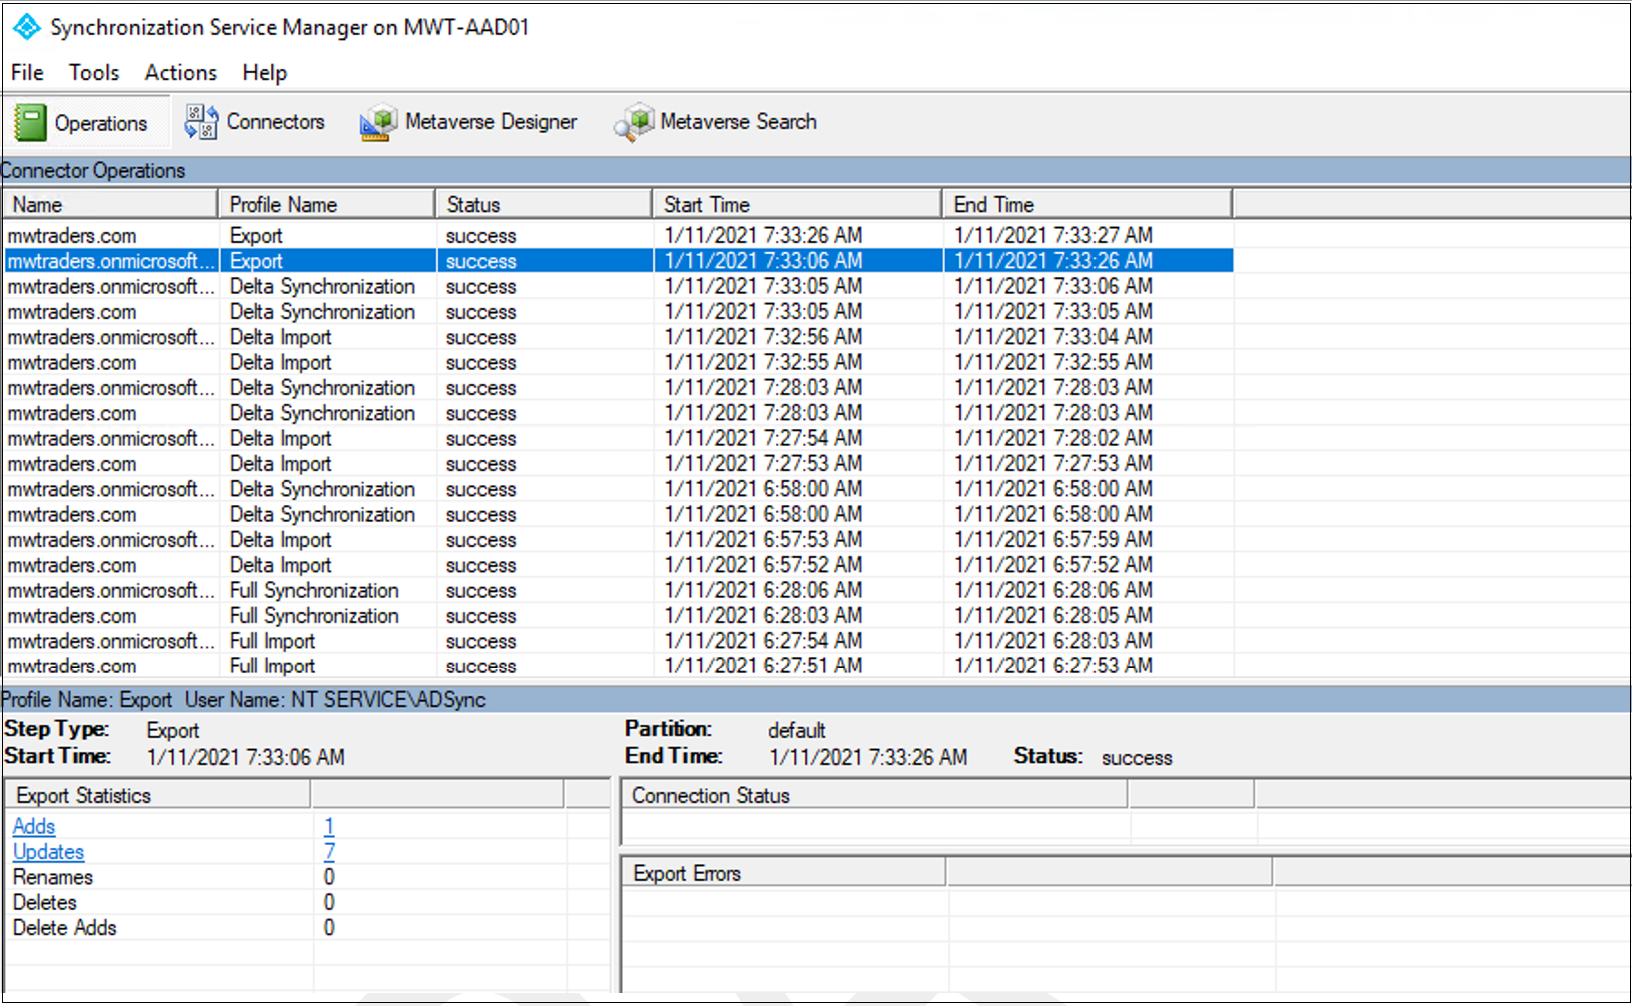 Synchronization Service Manager on MWT-AAD01
File Tools Actions Help
Operations Connectors Metaverse Designer Metaverse Search
Connector Operations
Name Profile Name Status Start Time End Time
mwtraders.com Export success 1/11/2021 7:33:26 AM 1/11/2021 7:33:27 AM
mwtraders.onmicrosoft... Export success 1/11/2021 7:33:06 AM 1/11/2021 7:33:26 AM
mwtraders.onmicrosoft... Delta Synchronization success 1/11/2021 7:33:05 AM 1/11/2021 7:33:06 AM
mwtraders.com Delta Synchronization success 1/11/2021 7:33:05 AM 1/11/2021 7:33:05 AM
mwtraders.onmicrosoft... Delta Import success 1/11/2021 7:32:56 AM 1/11/2021 7:33:04 AM
mwtraders.com Delta Import success 1/11/2021 7:32:55 AM 1/11/2021 7:32:55 AM
mwtraders.onmicrosoft... Delta Synchronization success 1/11/2021 7:28:03 AM 1/11/2021 7:28:03 AM
mwtraders.com Delta Synchronization success 1/11/2021 7:28:03 AM 1/11/2021 7:28:03 AM
mwtraders.onmicrosoft... Delta Import success 1/11/2021 7:27:54 AM 1/11/2021 7:28:02 AM
mwtraders.com Delta Import success 1/11/2021 7:27:53 AM 1/11/2021 7:27:53 AM
mwtraders.onmicrosoft... Delta Synchronization success 1/11/2021 6:58:00 AM 1/11/2021 6:58:00 AM
mwtraders.com Delta Synchronization success 1/11/2021 6:58:00 AM 1/11/2021 6:58:00 AM
mwtraders.onmicrosoft... Delta Import success 1/11/2021 6:57:53 AM 1/11/2021 6:57:59 AM
mwtraders.com Delta Import success 1/11/2021 6:57:52 AM 1/11/2021 6:57:52 AM
mwtraders.onmicrosoft... Full Synchronization success 1/11/2021 6:28:06 AM 1/11/2021 6:28:06 AM
mwtraders.com Full Synchronization success 1/11/2021 6:28:03 AM 1/11/2021 6:28:05 AM
mwtraders.onmicrosoft... Full Import success 1/11/2021 6:27:54 AM 1/11/2021 6:28:03 AM
mwtraders.com Full Import success 1/11/2021 6:27:51 AM 1/11/2021 6:27:53 AM
Profile Name: Export User Name: NT SERVICE\ADSync
Step Type: Export Partition: default
Start Time: 1/11/2021 7:33:06 AM End Time: 1/11/2021 7:33:26 AM Status: success
Export Statistics Connection Status
Adds 1
Updates 7
Renames 0 Export Errors
Deletes 0
Delete Adds 0